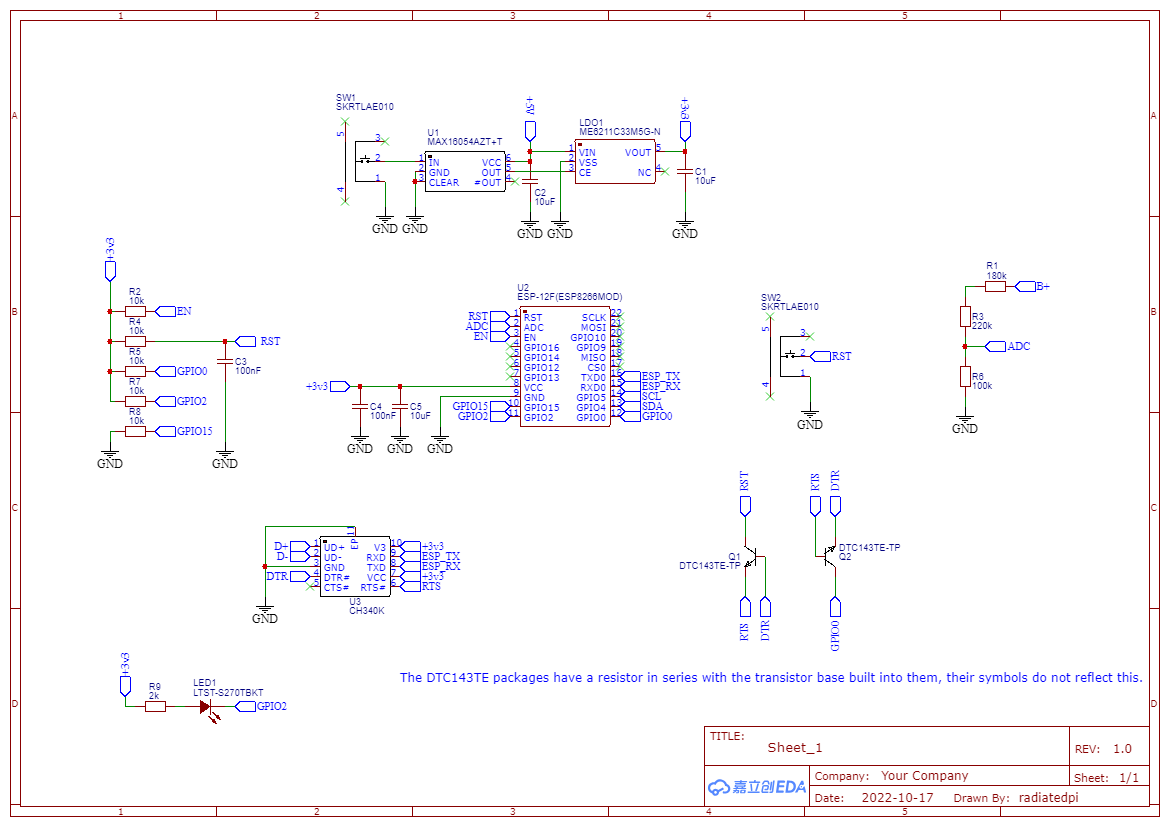 1 2 3 4 5
A
B
C
D
A
B
C
D
SW1
SKRTLAE010
5
4
3
2
1
U1
MAX16054AZT+T
1 IN
2 GND
3 CLEAR
VCC 6
OUT 5
#OUT 4
+5V
C2
10uF
LDO1
ME6211C33M5G-N
1 VIN
2 VSS
3 CE
VOUT 5
NC 4
+3v3
C1
10uF
GND GND GND GND GND
+3v3
R2
10k
EN
R4
10k
RST
R5
10k
GPIO0
R7
10k
GPIO2
R8
10k
GPIO15
C3
100nF
GND GND
U2
ESP-12F(ESP8266MOD)
RST 1 RST
ADC 2 ADC
EN 3 EN
4 GPIO16
5 GPIO14
6 GPIO12
7 GPIO13
+3v3 8 VCC
9 GND
GPIO15 10 GPIO15
GPIO2 11 GPIO2
SCLK 22
MOSI 21
GPIO10 20
GPIO9 19
MISO 18
CS0 17
TXD0 16 ESP_TX
RXD0 15 ESP_RX
GPIO5 14 SCL
GPIO4 13 SDA
GPIO0 12 GPIO0
C4
100nF
C5
10uF
GND GND GND
SW2
SKRTLAE010
5
4
3
2
1
RST
GND
R1
180k
B+
R3
220k
ADC
R6
100k
GND
D+ 1 UD+
D- 2 UD-
3 GND
DTR 4 DTR#
5 CTS#
EP 11
V3 10 +3v3
RXD 9 ESP_TX
TXD 8 ESP_RX
VCC 7 +3v3
RTS# 6 RTS
U3
CH340K
GND
RST
Q1
DTC143TE-TP
RTS
DTR
RTS
DTR
DTC143TE-TP
Q2
GPIO0
+3v3
R9
2k
LED1
LTST-S270TBKT
GPIO2
The DTC143TE packages have a resistor in series with the transistor base built into them, their symbols do not reflect this.
TITLE:
Sheet_1
REV: 1.0
嘉立创EDA
Company: Your Company
Sheet: 1/1
Date: 2022-10-17 Drawn By: radiatedpi
1 2 3 4 5